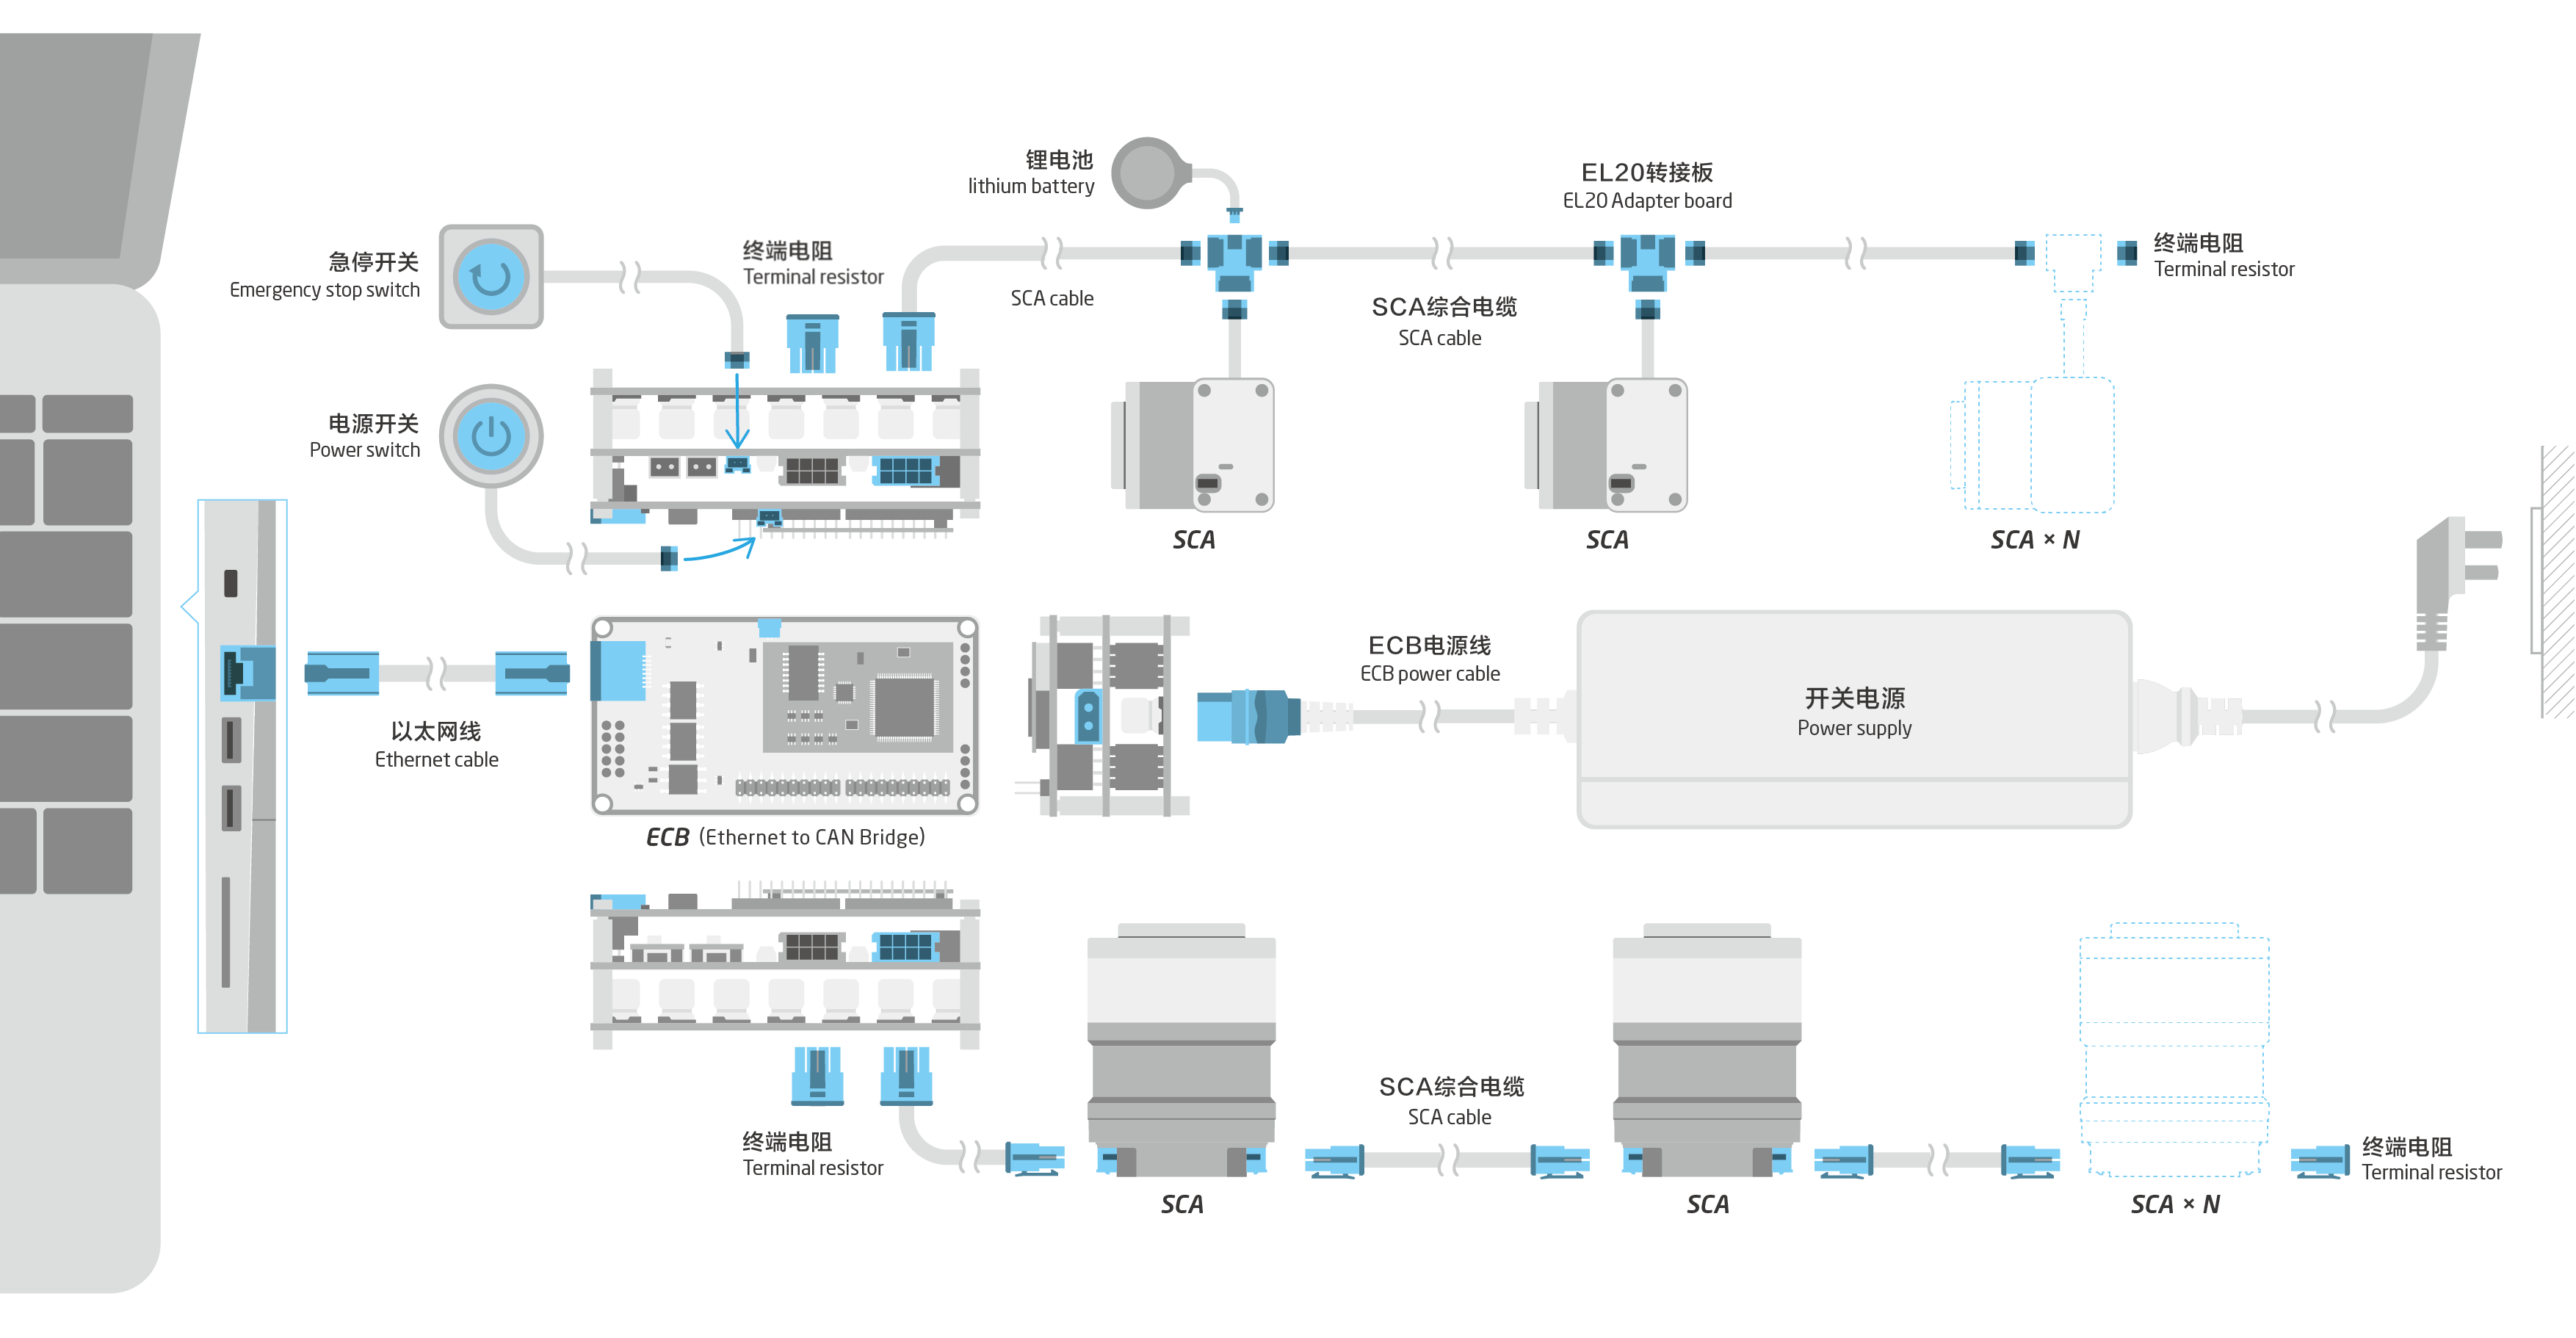 锂电池
lithium battery
EL20转接板
EL20 Adapter board
急停开关
Emergency stop switch
终端电阻
Terminal resistor
SCA cable
SCA综合电缆
SCA cable
终端电阻
Terminal resistor
电源开关
Power switch
SCA
SCA
SCA × N
以太网线
Ethernet cable
ECB (Ethernet to CAN Bridge)
ECB电源线
ECB power cable
开关电源
Power supply
终端电阻
Terminal resistor
SCA综合电缆
SCA cable
终端电阻
Terminal resistor
SCA
SCA
SCA × N